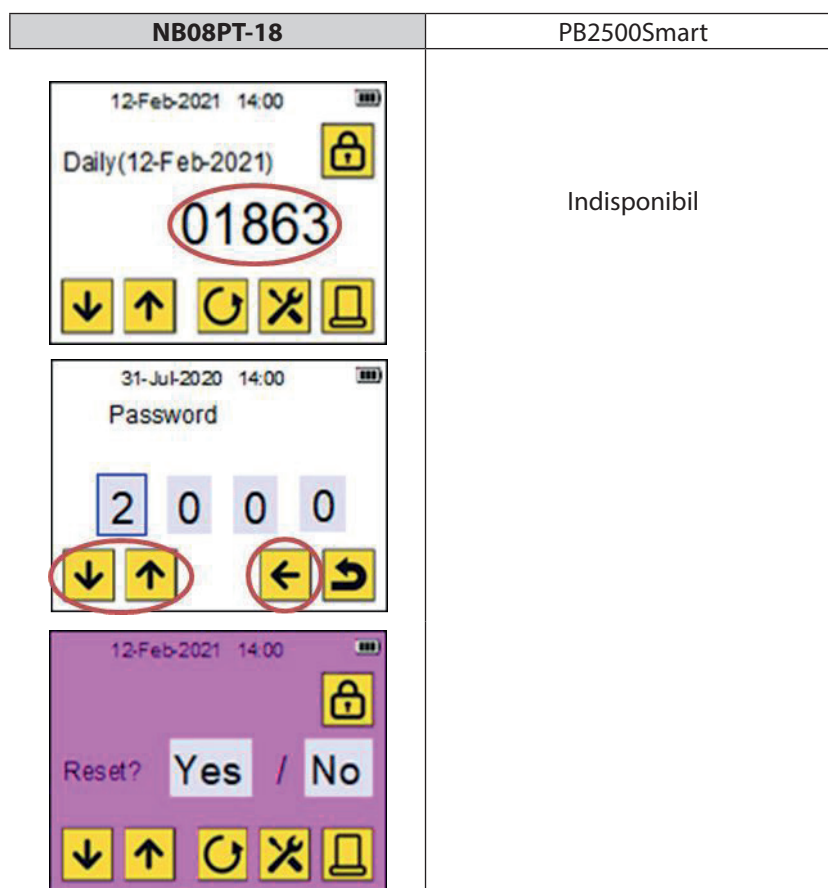 NB08PT-18
PB2500Smart
12-Feb-2021 14:00
Daily(12-Feb-2021)
01863
Indisponibil
31-Jul-2020 14:00
Password
2 0 0 0
12-Feb-2021 14:00
Reset? Yes / No